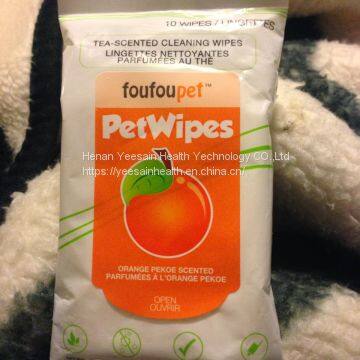 10 WIPES / LINGETTES
TEA-SCENTED CLEANING WIPES
LINGETTES NETTOYANTES
PARFUMÉES AU THÉ
foufoupet™
PetWipes
Henan Yeesain Health Technology CO.,Ltd
https://yeesainhealth.en.china.cn/
ORANGE PEKOE SCENTED
PARFUMÉES À L'ORANGE PEKOE
OPEN
OUVRIR